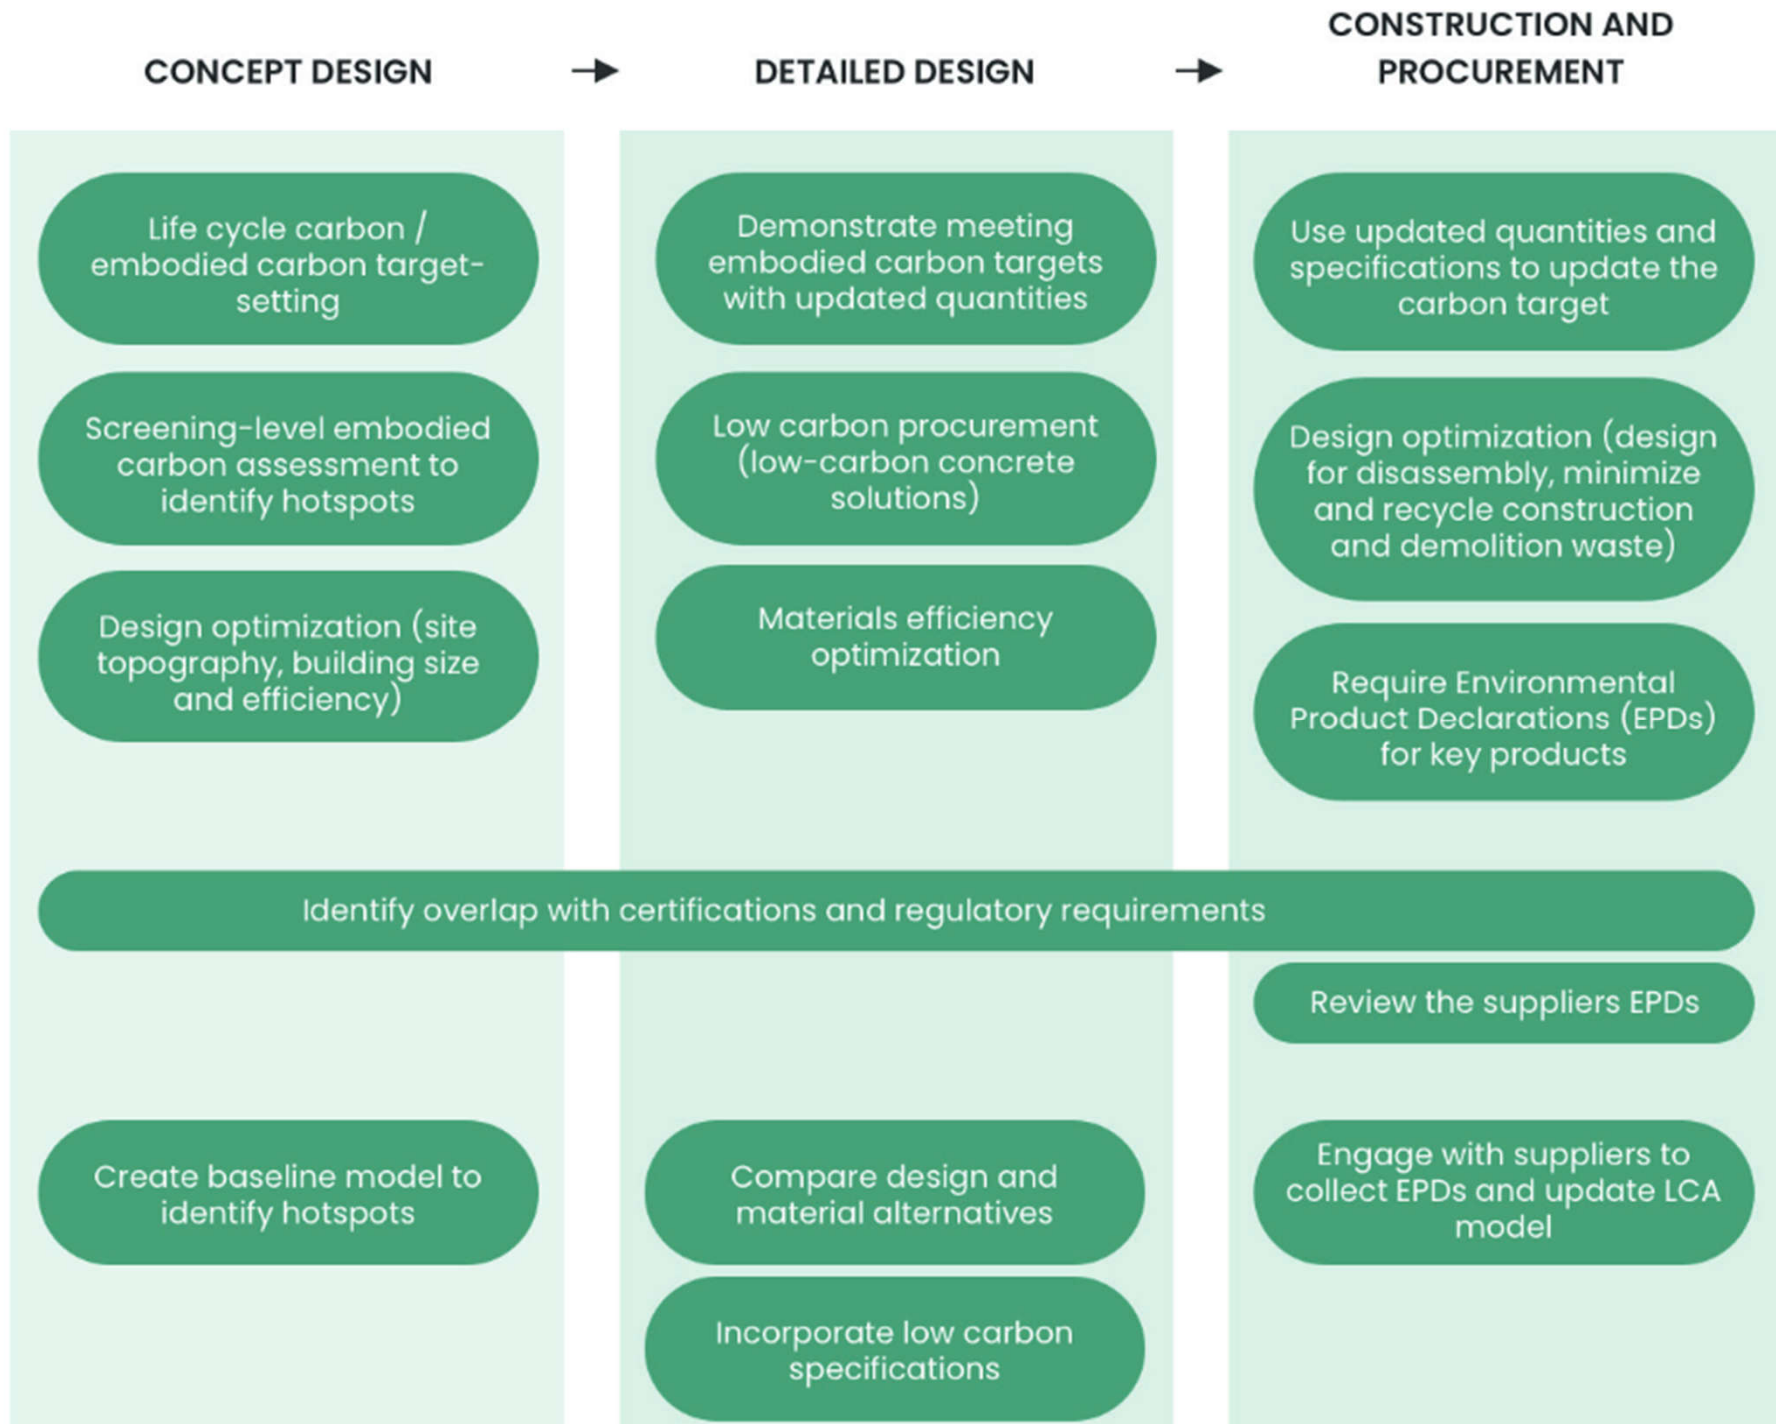 CONCEPT DESIGN
DETAILED DESIGN
CONSTRUCTION AND
PROCUREMENT
Life cycle carbon /
embodied carbon target-
setting
Screening-level embodied
carbon assessment to
identify hotspots
Design optimization (site
topography, building size
and efficiency)
Demonstrate meeting
embodied carbon targets
with updated quantities
Low carbon procurement
(low-carbon concrete
solutions)
Materials efficiency
optimization
Use updated quantities and
specifications to update the
carbon target
Design optimization (design
for disassembly, minimize
and recycle construction
and demolition waste)
Require Environmental
Product Declarations (EPDs)
for key products
Identify overlap with certifications and regulatory requirements
Review the suppliers EPDs
Create baseline model to
identify hotspots
Compare design and
material alternatives
Incorporate low carbon
specifications
Engage with suppliers to
collect EPDs and update LCA
model